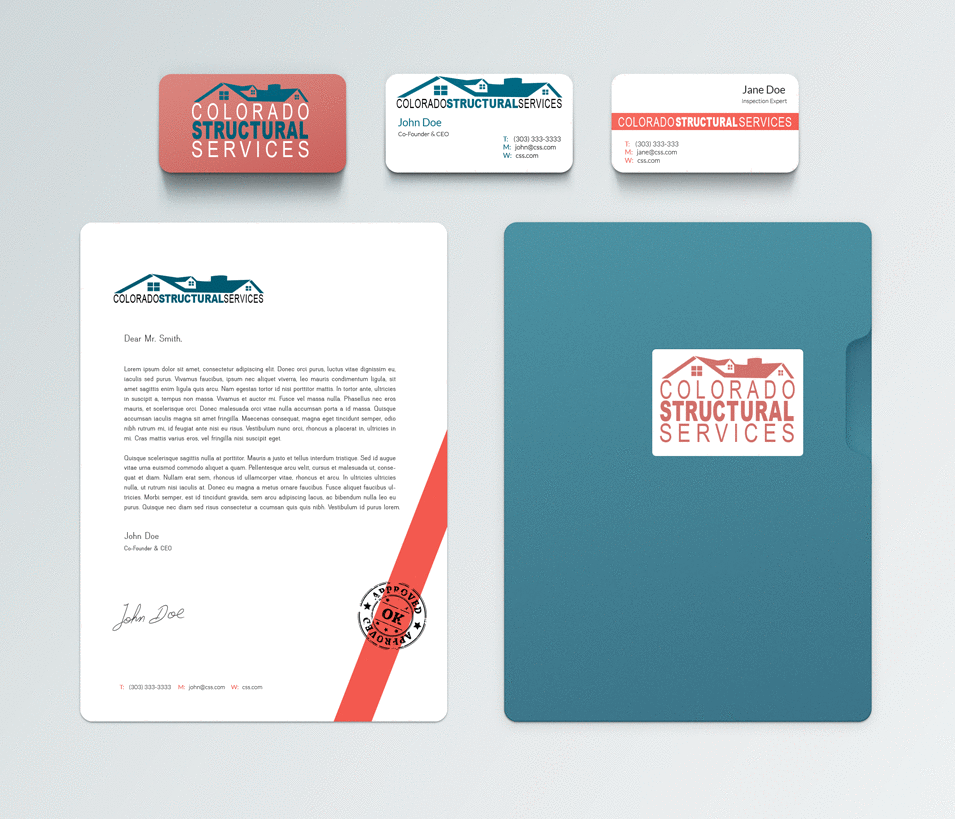 COLORADO
STRUCTURAL
SERVICES
COLORADOSTRUCTURALSERVICES
John Doe
Co-Founder & CEO
T: (303) 333-3333
M: john@css.com
W: css.com
Jane Doe
Inspection Expert
COLORADOSTRUCTURALSERVICES
T: (303) 333-333
M: jane@css.com
W: css.com
COLORADOSTRUCTURALSERVICES
Dear Mr. Smith,
Lorem ipsum dolor sit amet, consectetur adipiscing elit. Donec orci purus, luctus vitae dignissim eu,
iaculis sed purus. Vivamus faucibus, ipsum nec aliquet viverra, leo mauris condimentum ligula, sit
amet sagittis enim ligula quis arcu. Nam egestas tortor id nisi porttitor mattis. In tortor ante, ultricies
in suscipit a, tempus non massa. Vivamus et auctor mi. Fusce vel massa nulla. Phasellus nec eros
mauris, et scelerisque orci. Donec malesuada orci vitae nulla accumsan porta a id massa. Quisque
accumsan iaculis magna sit amet fringilla. Maecenas consequat, magna eget tincidunt semper, odio
nibh rutrum mi, id feugiat ante nisi eu risus. Vestibulum nunc orci, rhoncus a placerat in, ultricies in
mi. Cras mattis varius eros, vel fringilla nisi suscipit eget.
Quisque scelerisque sagittis nulla at porttitor. Mauris a justo et tellus interdum tristique. Sed id augue
vitae urna euismod commodo aliquet a quam. Pellentesque arcu velit, cursus et malesuada ut, conse-
quat et diam. Nullam erat sem, rhoncus id ullamcorper vitae, rhoncus et arcu. In ultricies ultricies
nulla, ut rutrum nisi iaculis at. Donec eu magna a metus ornare faucibus. Fusce aliquet faucibus ul-
tricies. Morbi semper, est id tincidunt gravida, sem arcu adipiscing lacus, ac bibendum nulla leo eu
purus. Quisque nec diam sed risus consectetur a ccumsan quis quis nibh. Vestibulum id purus lorem.
John Doe
Co-Founder & CEO
John Doe
APPPOVED
OK
APPROVED
T: (303) 333-3333 M: john@css.com W: css.com
COLORADO
STRUCTURAL
SERVICES